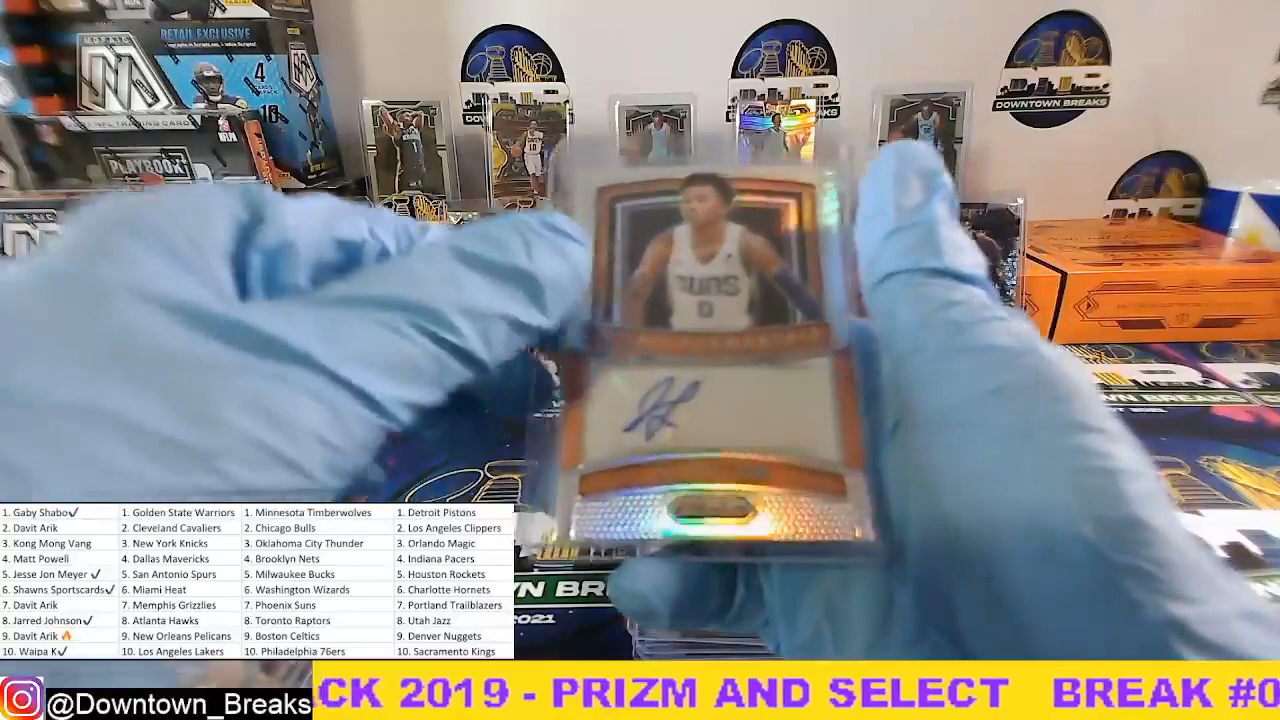 MOSAIC
RETAIL EXCLUSIVE
4
PLAYBOOK
DOWNTOWN BREAKS
SUNS
0
2021
1. Gaby Shabo✓ 1. Golden State Warriors 1. Minnesota Timberwolves 1. Detroit Pistons
2. Davit Arik 2. Cleveland Cavaliers 2. Chicago Bulls 2. Los Angeles Clippers
3. Kong Mong Vang 3. New York Knicks 3. Oklahoma City Thunder 3. Orlando Magic
4. Matt Powell 4. Dallas Mavericks 4. Brooklyn Nets 4. Indiana Pacers
5. Jesse Jon Meyer ✓ 5. San Antonio Spurs 5. Milwaukee Bucks 5. Houston Rockets
6. Shawns Sportscards✓ 6. Miami Heat 6. Washington Wizards 6. Charlotte Hornets
7. Davit Arik 7. Memphis Grizzlies 7. Phoenix Suns 7. Portland Trailblazers
8. Jarred Johnson✓ 8. Atlanta Hawks 8. Toronto Raptors 8. Utah Jazz
9. Davit Arik 🔥 9. New Orleans Pelicans 9. Boston Celtics 9. Denver Nuggets
10. Waipa K✓ 10. Los Angeles Lakers 10. Philadelphia 76ers 10. Sacramento Kings
@Downtown_Breaks
CK 2019 - PRIZM AND SELECT BREAK #0